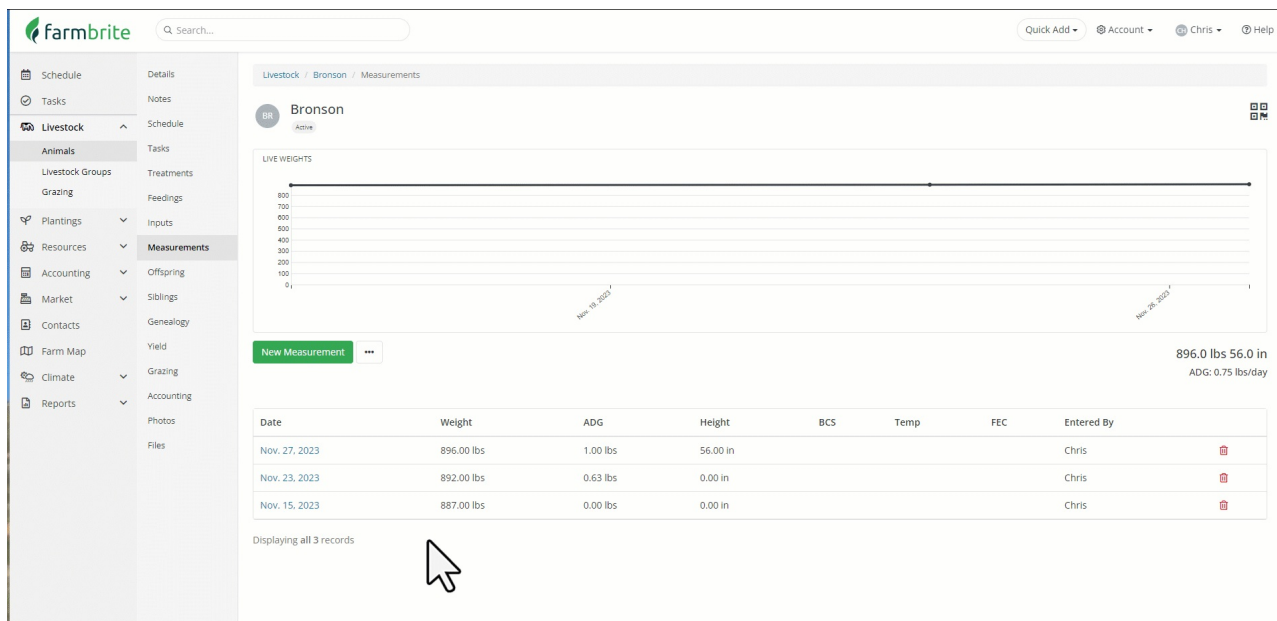 farmbrite
Search...
Quick Add
Account
CH Chris
Help
Schedule
Tasks
Livestock
Animals
Livestock Groups
Grazing
Plantings
Resources
Accounting
Market
Contacts
Farm Map
Climate
Reports
Details
Notes
Schedule
Tasks
Treatments
Feedings
Inputs
Measurements
Offspring
Siblings
Genealogy
Yield
Grazing
Accounting
Photos
Files
Livestock / Bronson / Measurements
BR
Bronson
Active
LIVE WEIGHTS
800
700
600
500
400
300
200
100
0
Nov. 19, 2023
Nov. 26, 2023
New Measurement •••
896.0 lbs 56.0 in
ADG: 0.75 lbs/day
Date Weight ADG Height BCS Temp FEC Entered By
Nov. 27, 2023 896.00 lbs 1.00 lbs 56.00 in Chris
Nov. 23, 2023 892.00 lbs 0.63 lbs 0.00 in Chris
Nov. 15, 2023 887.00 lbs 0.00 lbs 0.00 in Chris
Displaying all 3 records